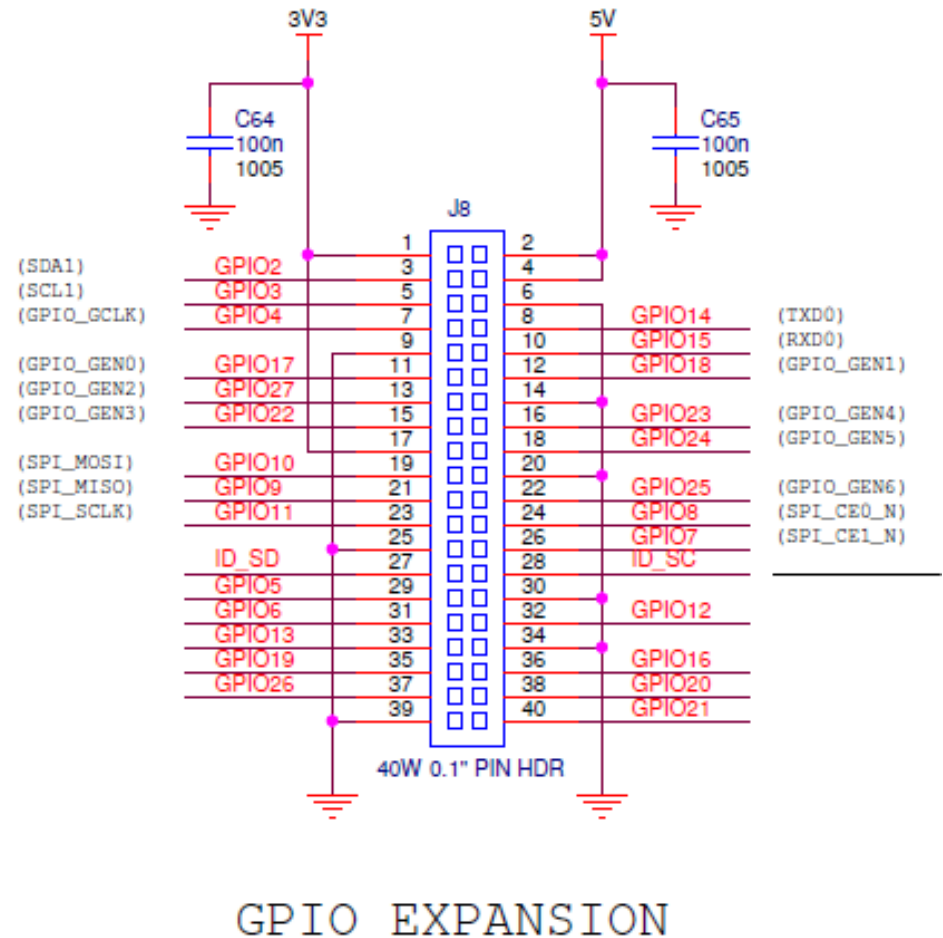 3V3 5V
C64 C65
100n 100n
1005 1005
J8
1 2
(SDA1) GPIO2 3 4
(SCL1) GPIO3 5 6
(GPIO_GCLK) GPIO4 7 8 GPIO14 (TXD0)
9 10 GPIO15 (RXD0)
(GPIO_GEN0) GPIO17 11 12 GPIO18 (GPIO_GEN1)
(GPIO_GEN2) GPIO27 13 14
(GPIO_GEN3) GPIO22 15 16 GPIO23 (GPIO_GEN4)
17 18 GPIO24 (GPIO_GEN5)
(SPI_MOSI) GPIO10 19 20
(SPI_MISO) GPIO9 21 22 GPIO25 (GPIO_GEN6)
(SPI_SCLK) GPIO11 23 24 GPIO8 (SPI_CE0_N)
25 26 GPIO7 (SPI_CE1_N)
ID_SD 27 28 ID_SC
GPIO5 29 30
GPIO6 31 32 GPIO12
GPIO13 33 34
GPIO19 35 36 GPIO16
GPIO26 37 38 GPIO20
39 40 GPIO21
40W 0.1" PIN HDR
GPIO EXPANSION